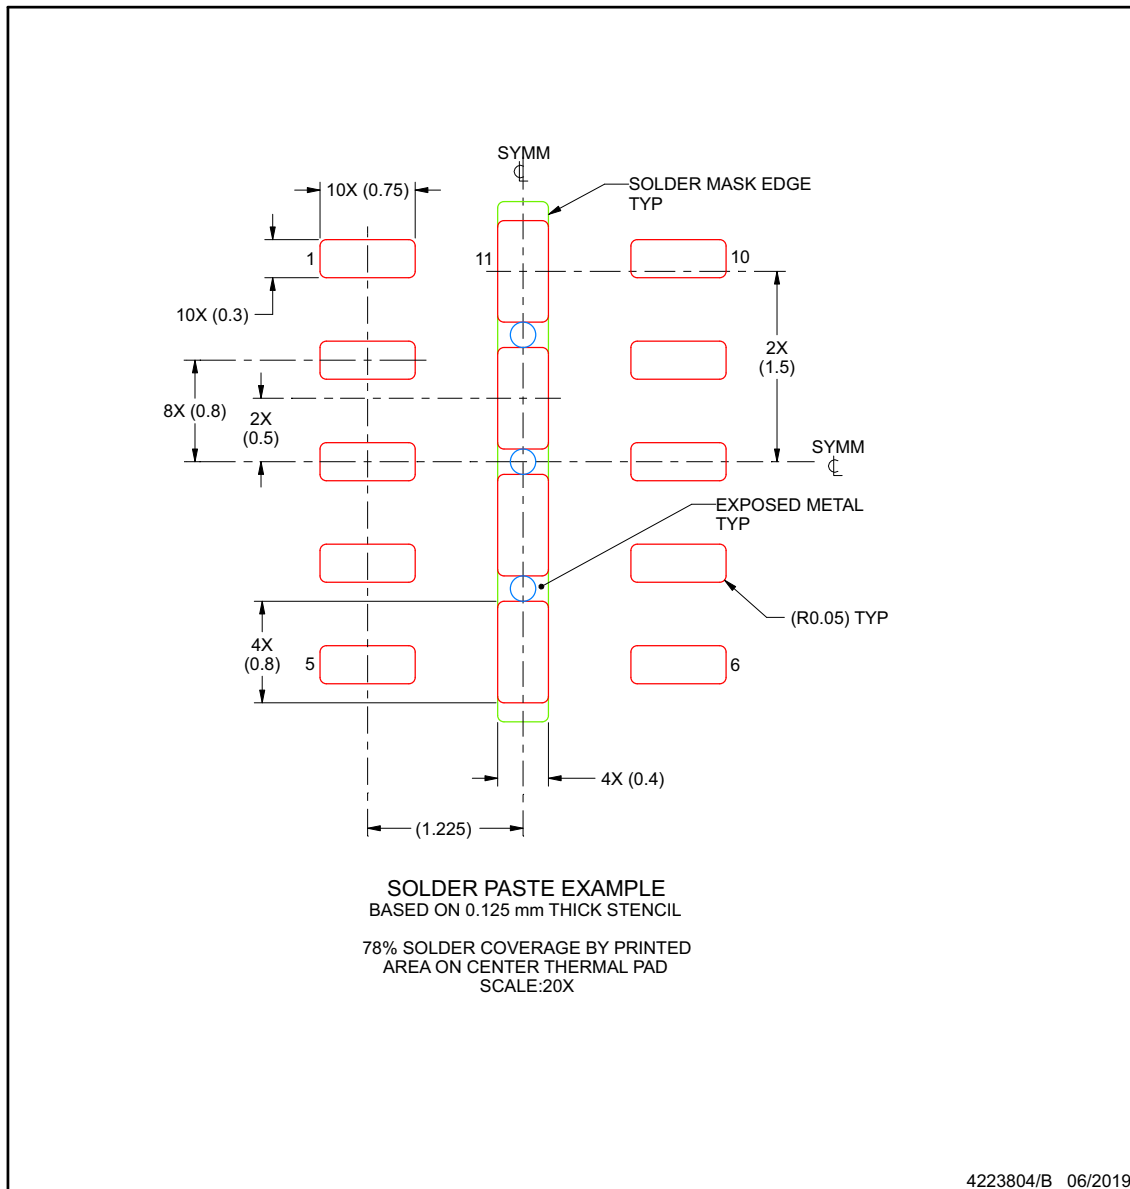 SYMM
10X (0.75)
SOLDER MASK EDGE
TYP
1
11
10
10X (0.3)
2X
(1.5)
8X (0.8)
2X
(0.5)
SYMM
EXPOSED METAL
TYP
(R0.05) TYP
4X
(0.8)
5
6
4X (0.4)
(1.225)
SOLDER PASTE EXAMPLE
BASED ON 0.125 mm THICK STENCIL
78% SOLDER COVERAGE BY PRINTED
AREA ON CENTER THERMAL PAD
SCALE:20X
4223804/B 06/2019